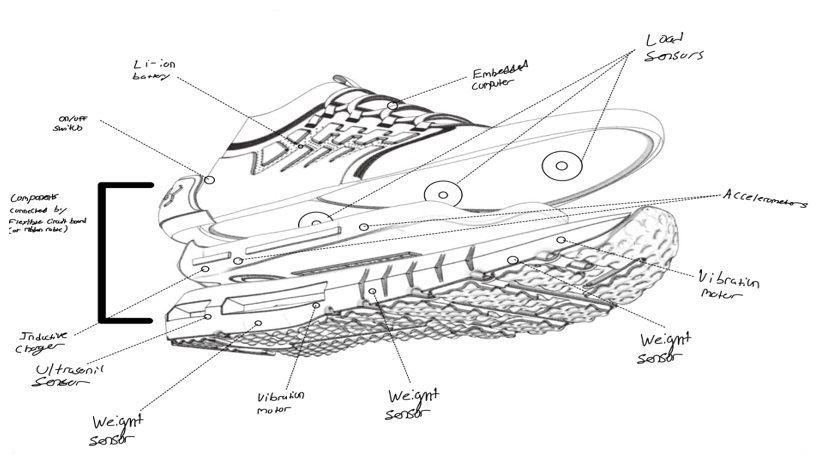 Load
Sensors
Li-ion
battery
Embedded
Computer
on/off
switch
Components
connected by
Flexible Circuit board
(or ribbon cable)
Accelerometers
Vibration
Motor
Inductive
Charger
Weight
Sensor
Ultrasonic
Sensor
Vibration
Motor
Weight
Sensor
Weight
Sensor